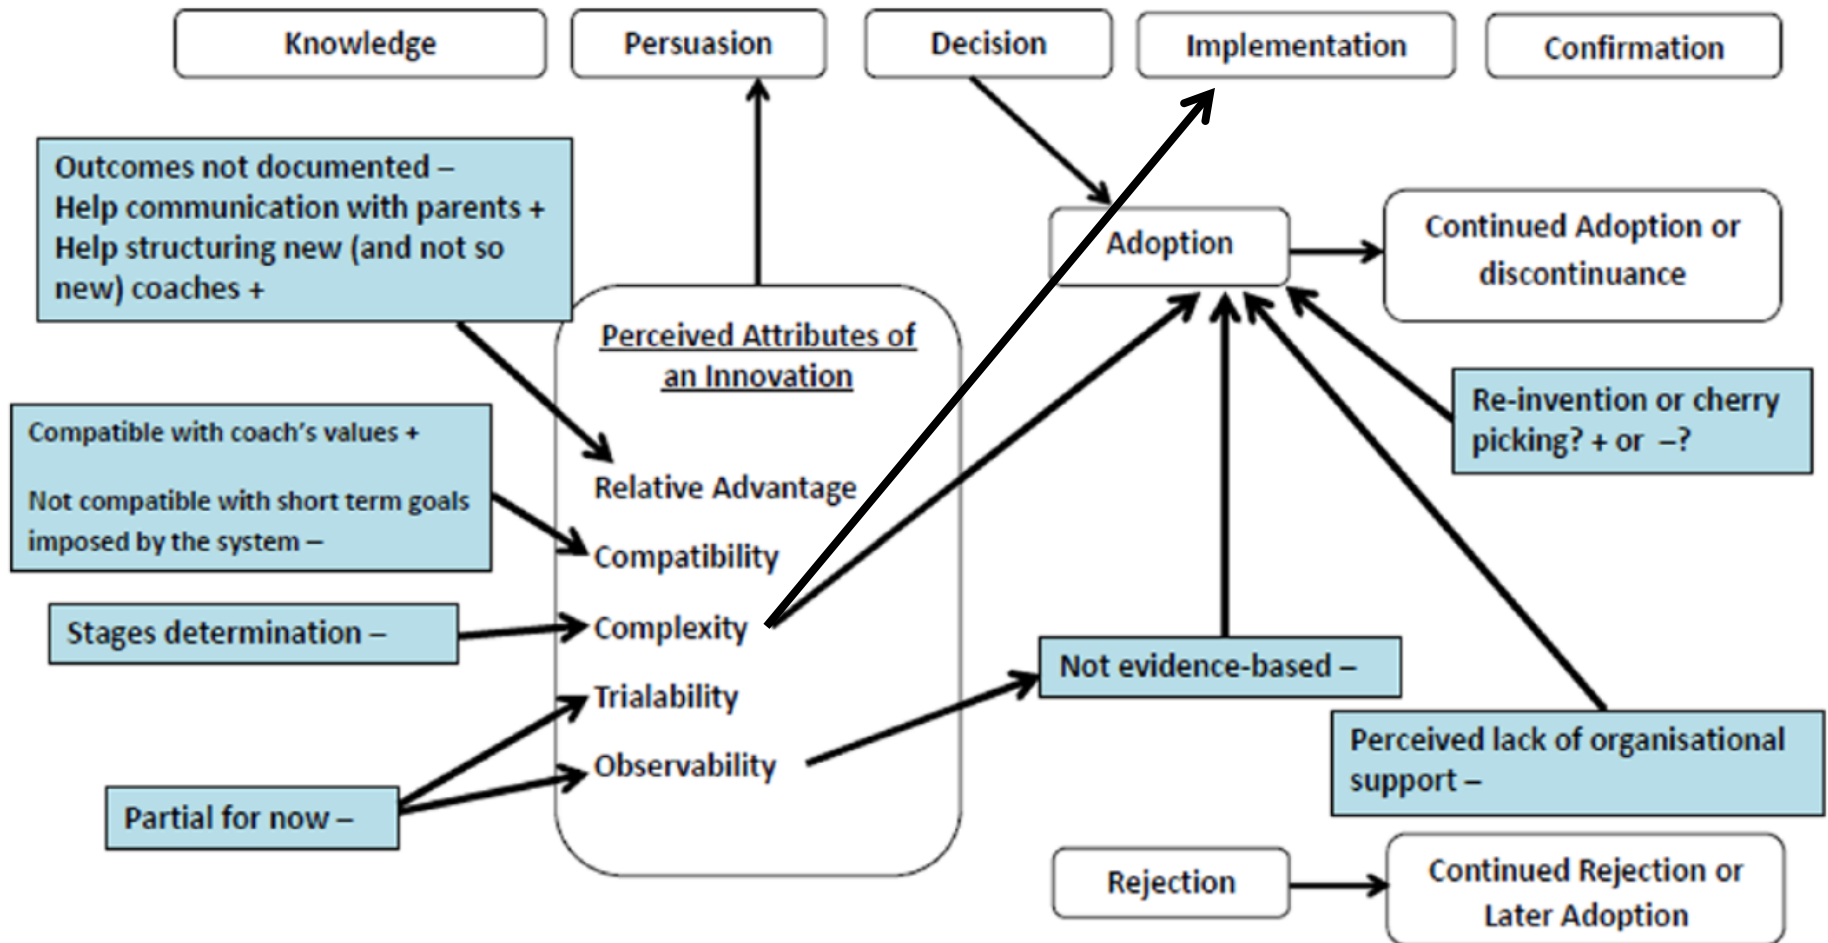 Knowledge
Persuasion
Decision
Implementation
Confirmation
Outcomes not documented –
Help communication with parents +
Help structuring new (and not so
new) coaches +
Compatible with coach's values +
Not compatible with short term goals
imposed by the system –
Stages determination –
Partial for now –
Perceived Attributes of
an Innovation
Relative Advantage
Compatibility
Complexity
Trialability
Observability
Adoption
Continued Adoption or
discontinuance
Re-invention or cherry
picking? + or –?
Not evidence-based –
Perceived lack of organisational
support –
Rejection
Continued Rejection or
Later Adoption